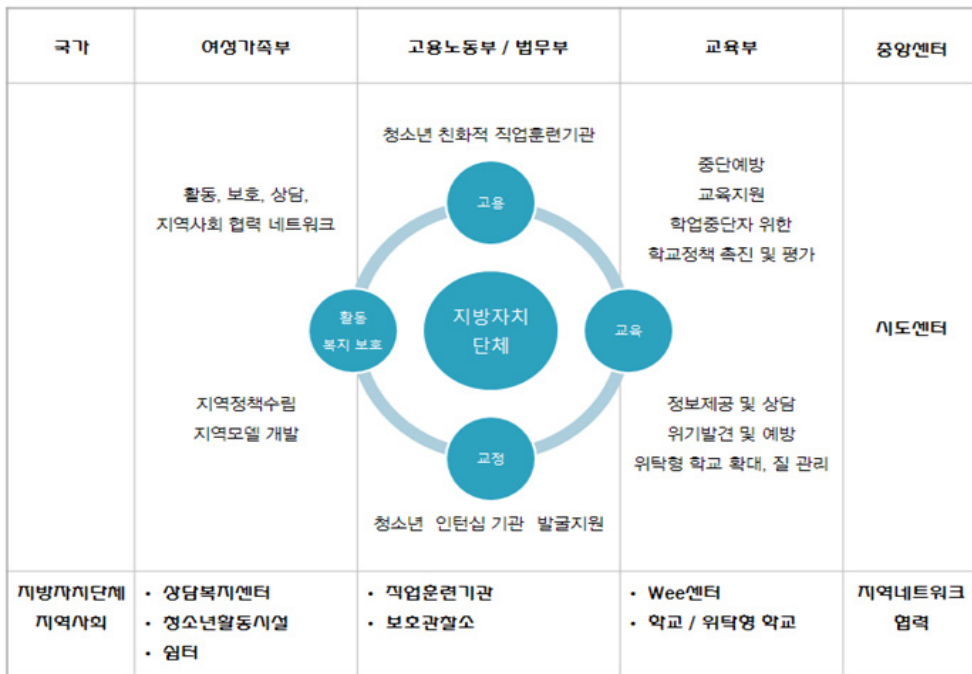 국가
여성가족부
고용노동부 / 법무부
교육부
중앙센터
청소년 친화적 직업훈련기관
활동, 보호, 상담,
지역사회 협력 네트워크
고용
중단예방
교육지원
학업중단자 위한
학교정책 촉진 및 평가
활동
복지 보호
지방자치
단체
교육
시도센터
지역정책수립
지역모델 개발
교정
정보제공 및 상담
위기발견 및 예방
위탁형 학교 확대, 질 관리
청소년 인턴십 기관 발굴지원
지방자치단체
지역사회
• 상담복지센터
• 청소년활동시설
• 쉼터
• 직업훈련기관
• 보호관찰소
• Wee센터
• 학교 / 위탁형 학교
지역네트워크
협력